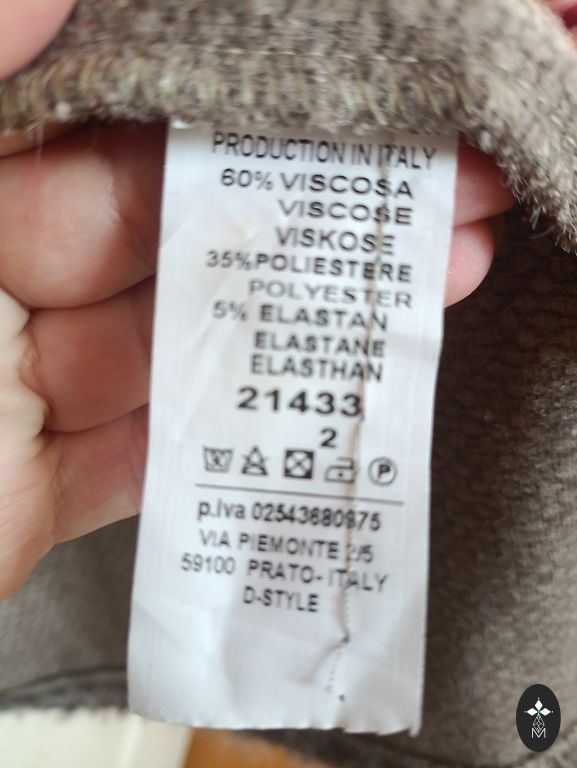 PRODUCTION IN ITALY
60% VISCOSA
VISCOSE
VISKOSE
35%POLIESTERE
POLYESTER
5% ELASTAN
ELASTANE
ELASTHAN
21433
2
P
p.iva 02543680975
VIA PIEMONTE 2/5
59100 PRATO- ITALY
D-STYLE
M